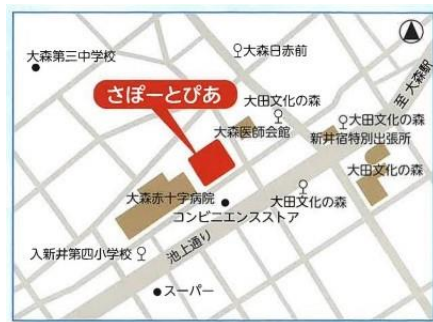 大森日赤前
大森第三中学校
至 大森駅
さぽーとぴあ
大田文化の森
大田文化の森
大森医師会館
新井宿特別出張所
大田文化の森
大森赤十字病院
大田文化の森
コンビニエンスストア
入新井第四小学校
池上通り
スーパー